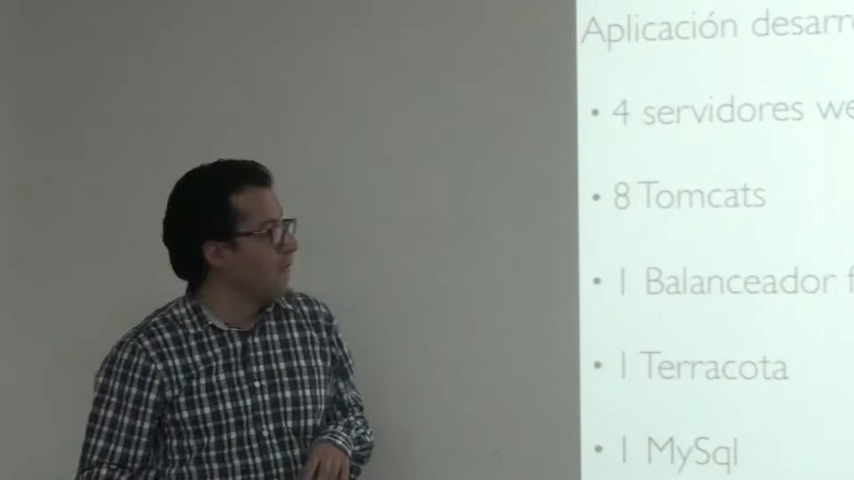 Aplicación desarr
• 4 servidores we
• 8 Tomcats
• 1 Balanceador f
• 1 Terracota
• 1 MySql